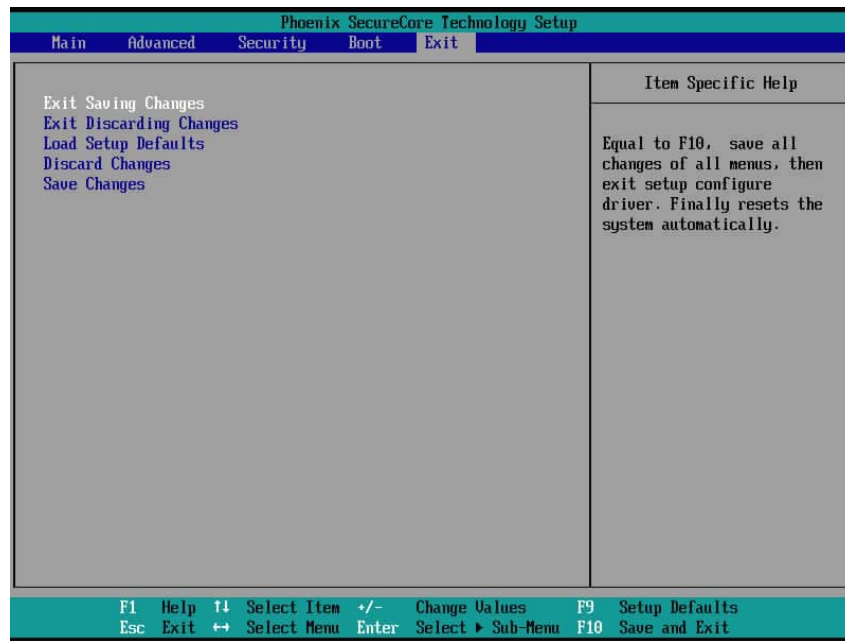 Phoenix SecureCore Technology Setup
Main Advanced Security Boot Exit
Exit Saving Changes
Exit Discarding Changes
Load Setup Defaults
Discard Changes
Save Changes
Item Specific Help
Equal to F10, save all
changes of all menus, then
exit setup configure
driver. Finally resets the
system automatically.
F1 Help ↑↓ Select Item +/- Change Values F9 Setup Defaults
Esc Exit ↔ Select Menu Enter Select ▶ Sub-Menu F10 Save and Exit